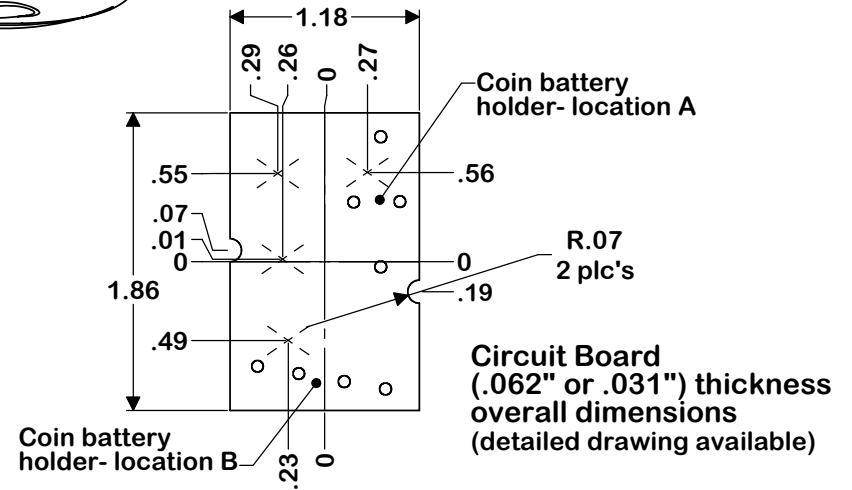 1.18
.29
.26
0
.27
Coin battery
holder- location A
.55
.56
.07
.01
0
0
R.07
2 plc's
1.86
.19
.49
Circuit Board
(.062" or .031") thickness
overall dimensions
(detailed drawing available)
Coin battery
holder- location B
.23
0